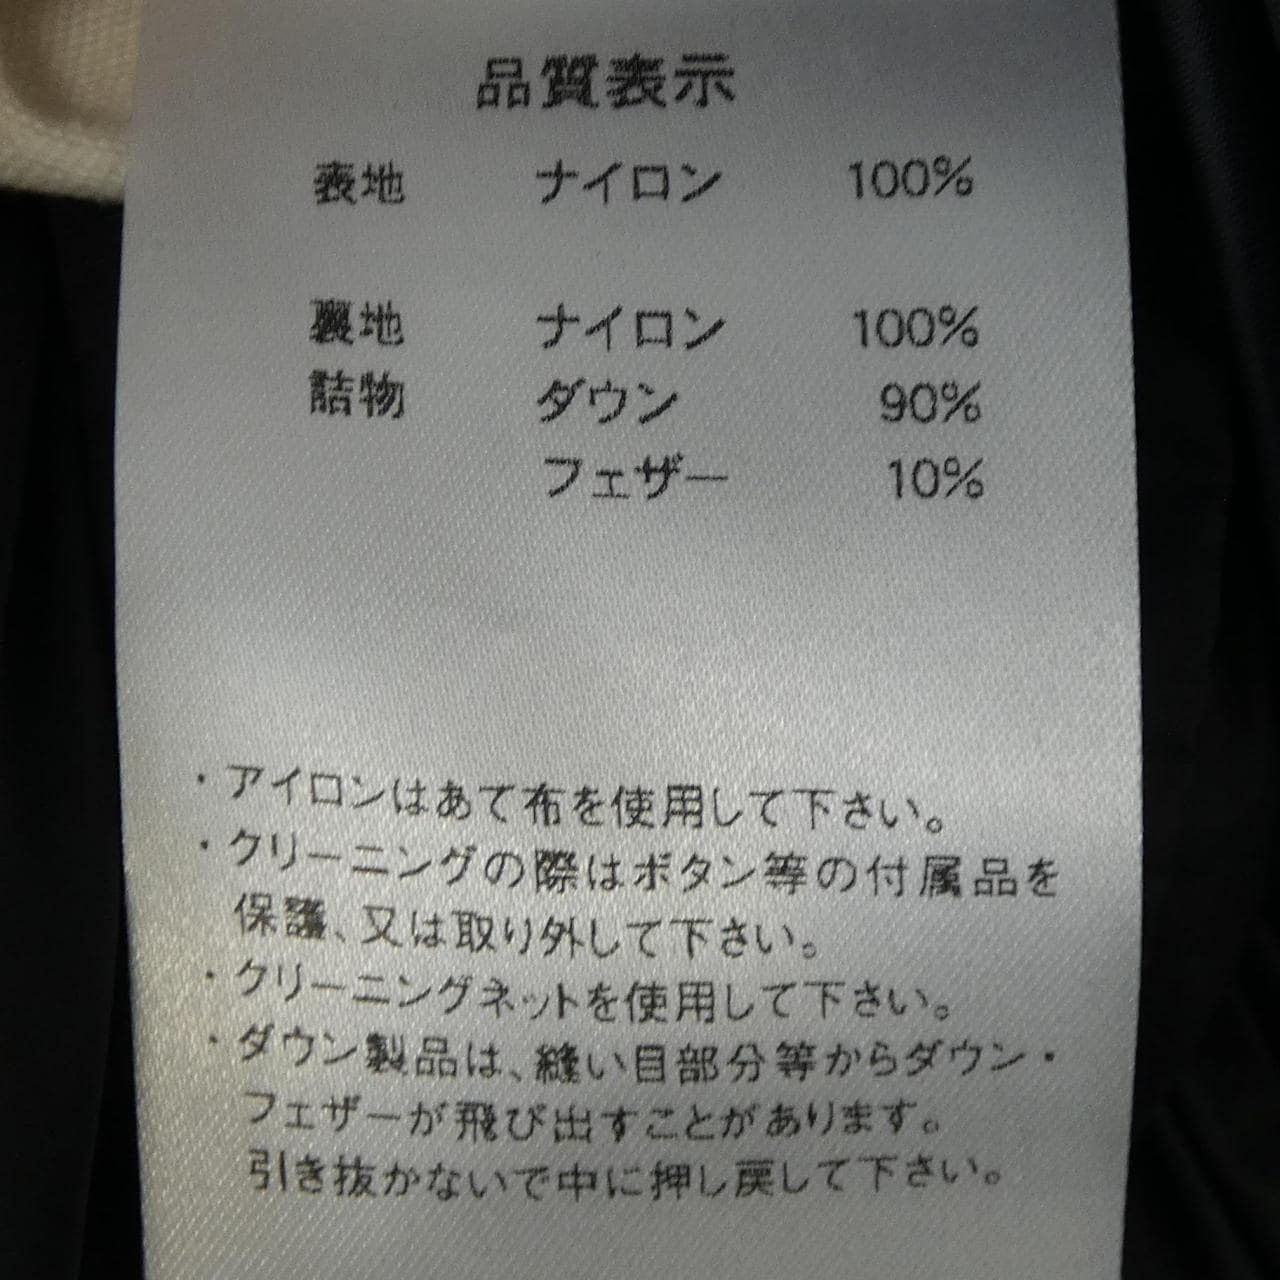 品質表示
表地 ナイロン 100%
裏地 ナイロン 100%
詰物 ダウン 90%
フェザー 10%
・アイロンはあて布を使用して下さい。
・クリーニングの際はボタン等の付属品を
保護、又は取り外して下さい。
・クリーニングネットを使用して下さい。
・ダウン製品は、縫い目部分等からダウン・
フェザーが飛び出すことがあります。
引き抜かないで中に押し戻して下さい。